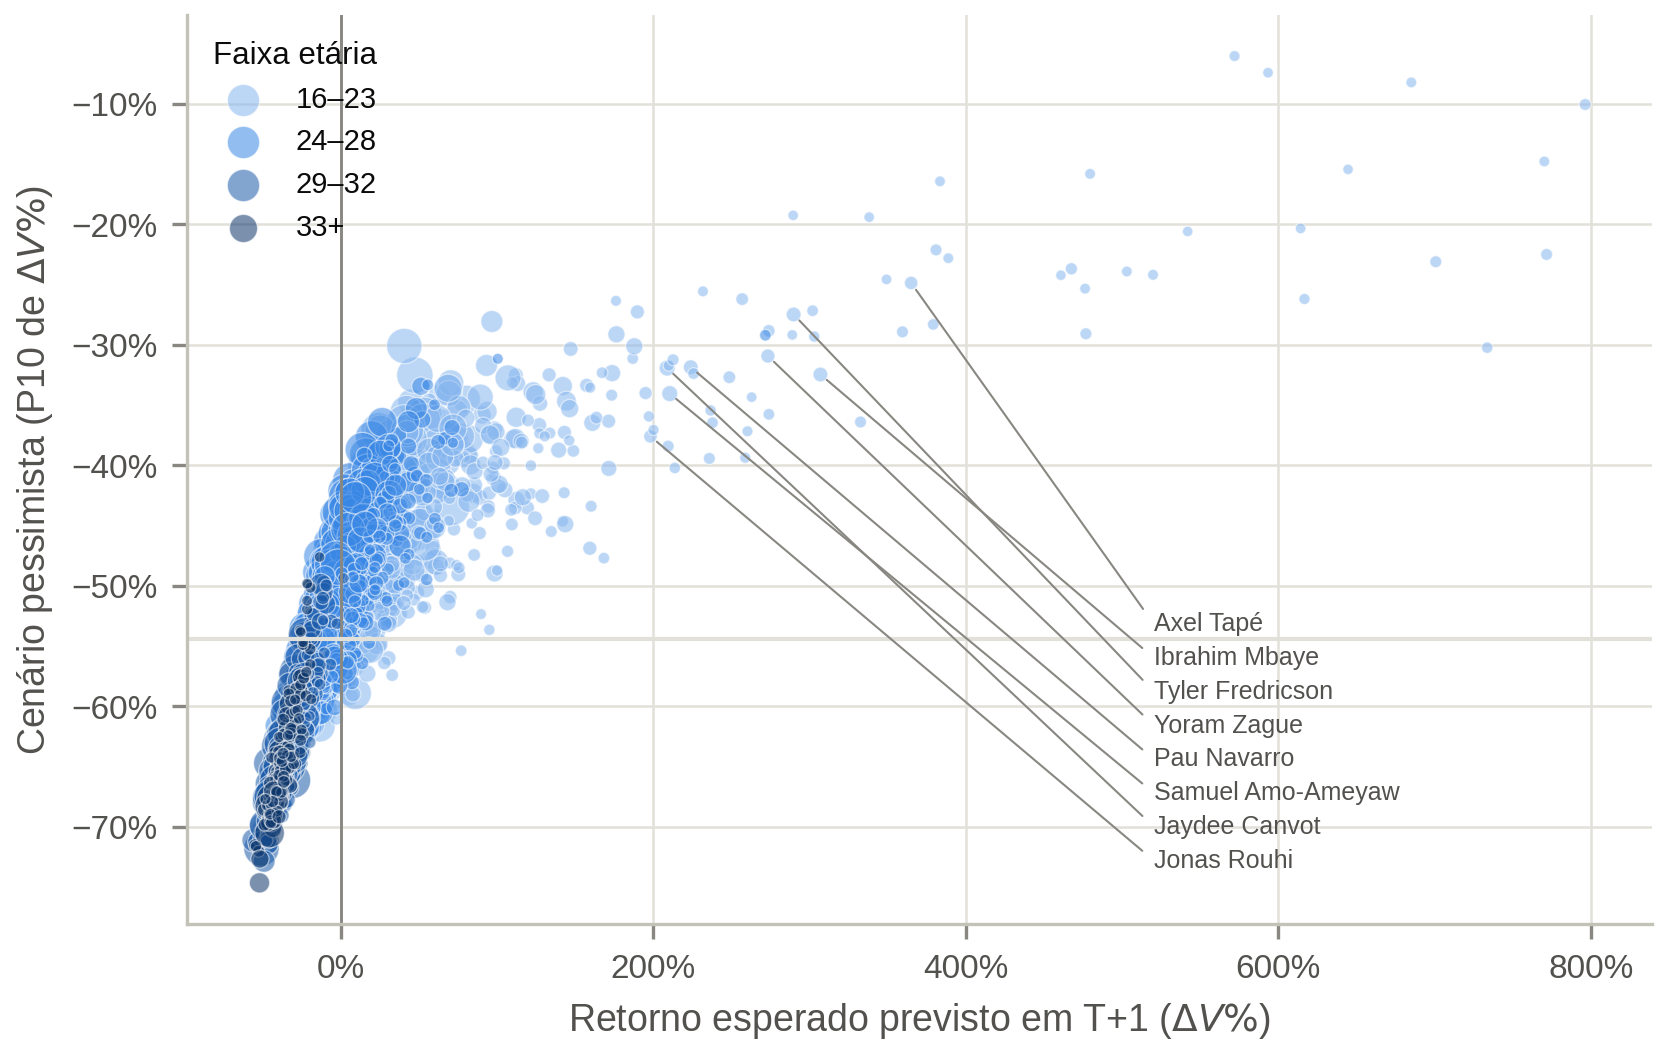 Faixa etária
16–23
24–28
29–32
33+
−10%
−20%
−30%
−40%
−50%
−60%
−70%
Cenário pessimista (P10 de ΔV%)
Axel Tapé
Ibrahim Mbaye
Tyler Fredricson
Yoram Zague
Pau Navarro
Samuel Amo-Ameyaw
Jaydee Canvot
Jonas Rouhi
0%
200%
400%
600%
800%
Retorno esperado previsto em T+1 (ΔV%)